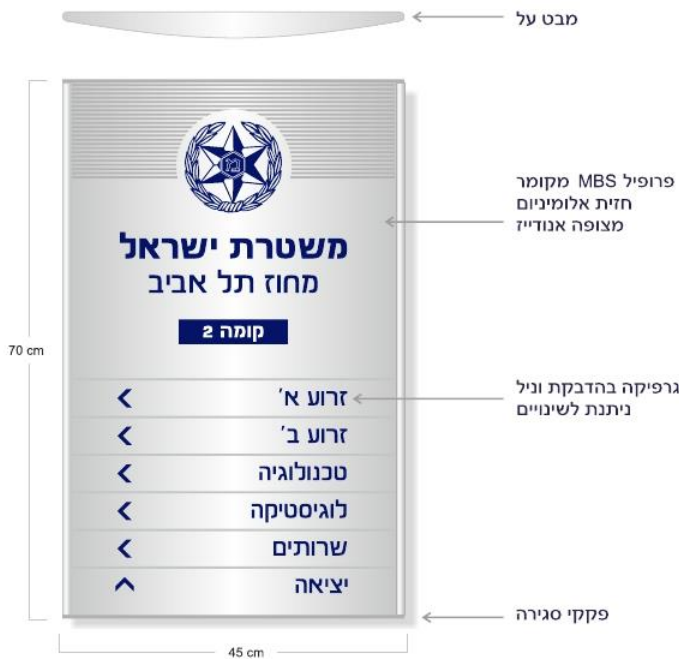 מבט על
פרופיל MBS מקומר
חזית אלומיניום
מצופה אנודייז
משטרת ישראל
מחוז תל אביב
קומה 2
70 cm
זרוע א'
גרפיקה בהדבקת וניל
ניתנת לשינויים
זרוע ב'
טכנולוגיה
לוגיסטיקה
שרותים
יציאה
פקקי סגירה
45 cm